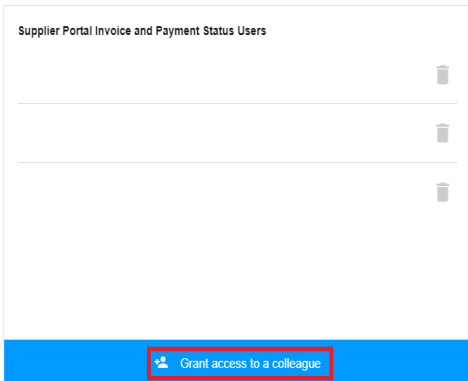 Supplier Portal Invoice and Payment Status Users
Grant access to a colleague